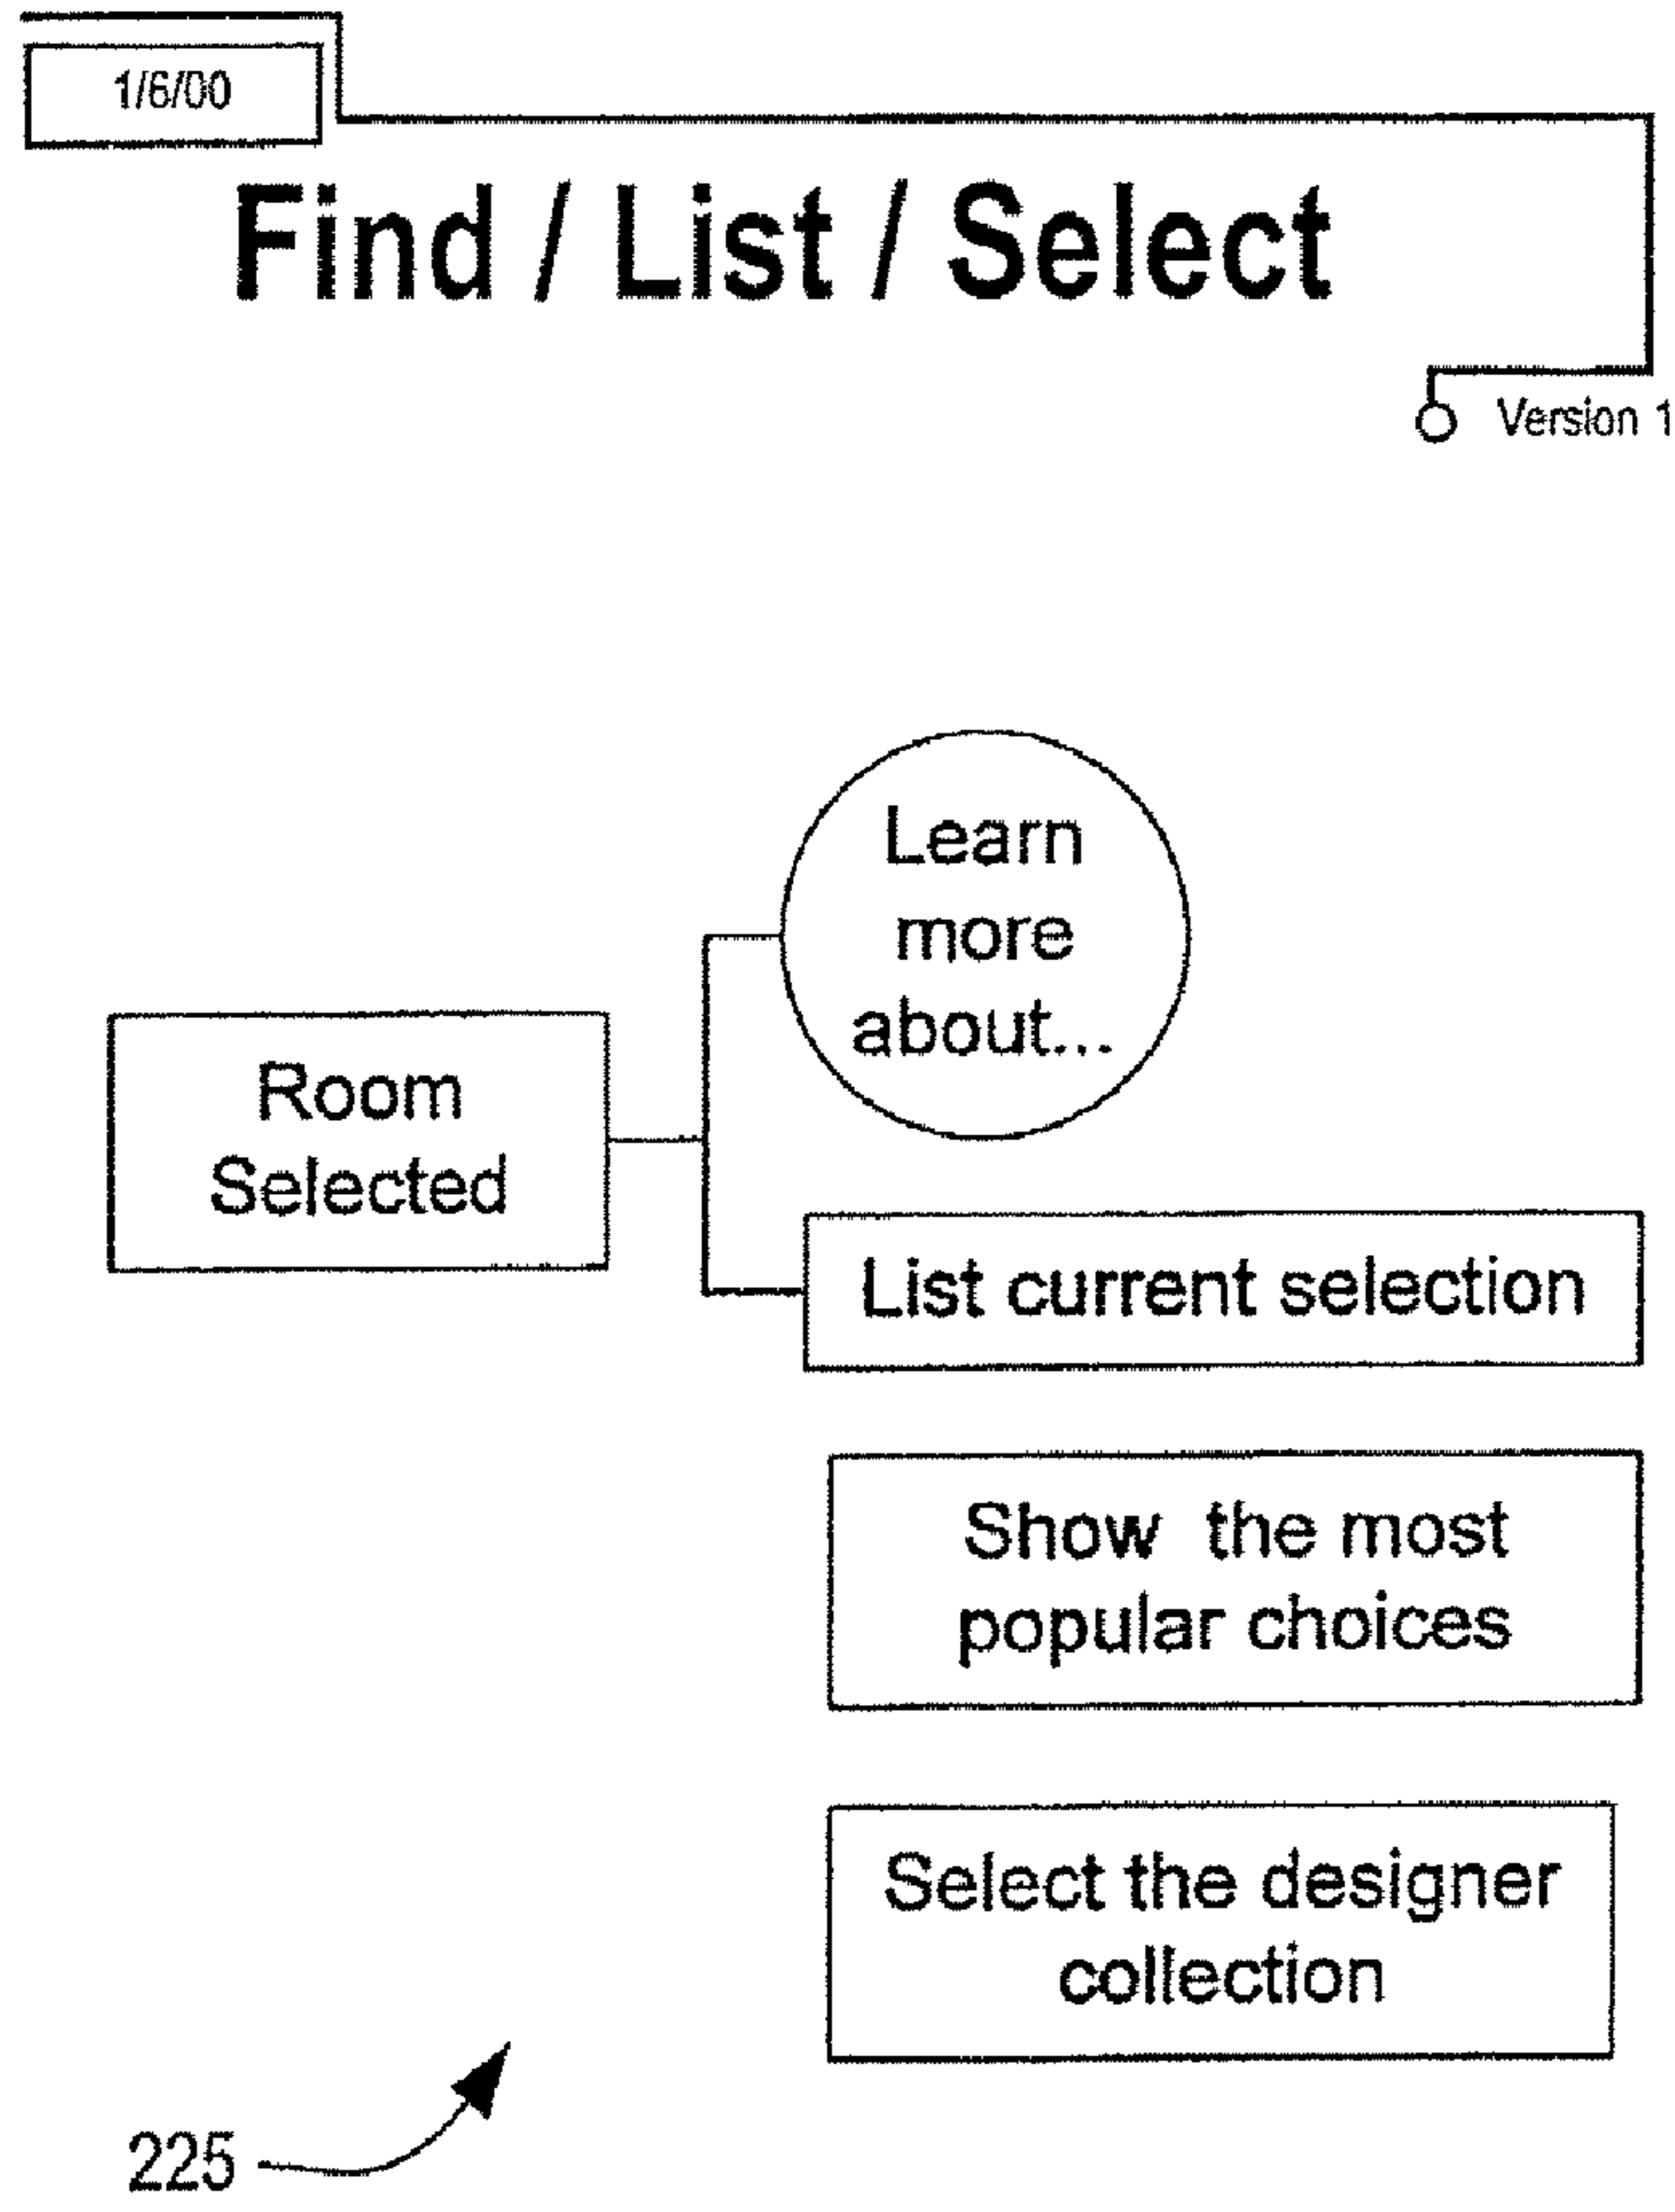 1/6/00
Find / List / Select
Version 1
Learn
more
about...
Room
Selected
List current selection
Show the most
popular choices
Select the designer
collection
225